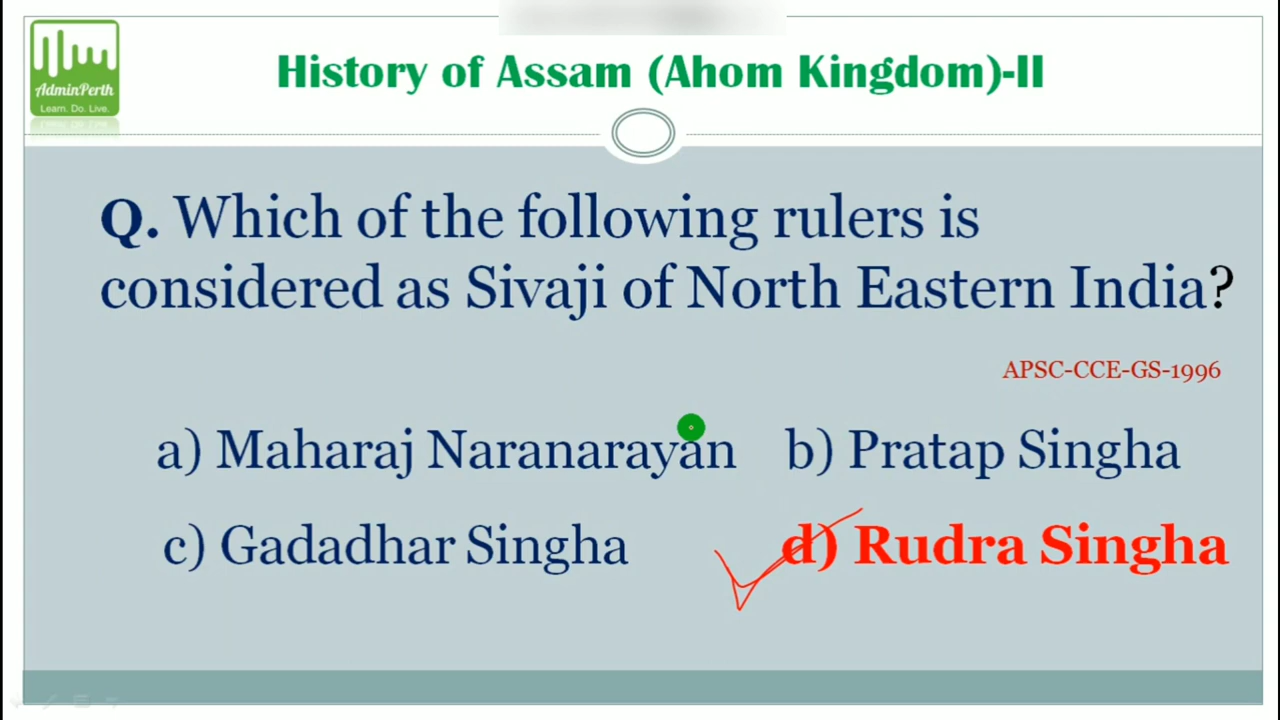 AdminPerth
Learn. Do. Live.
History of Assam (Ahom Kingdom)-II
Q. Which of the following rulers is
considered as Sivaji of North Eastern India?
APSC-CCE-GS-1996
a) Maharaj Naranarayan b) Pratap Singha
c) Gadadhar Singha d) Rudra Singha